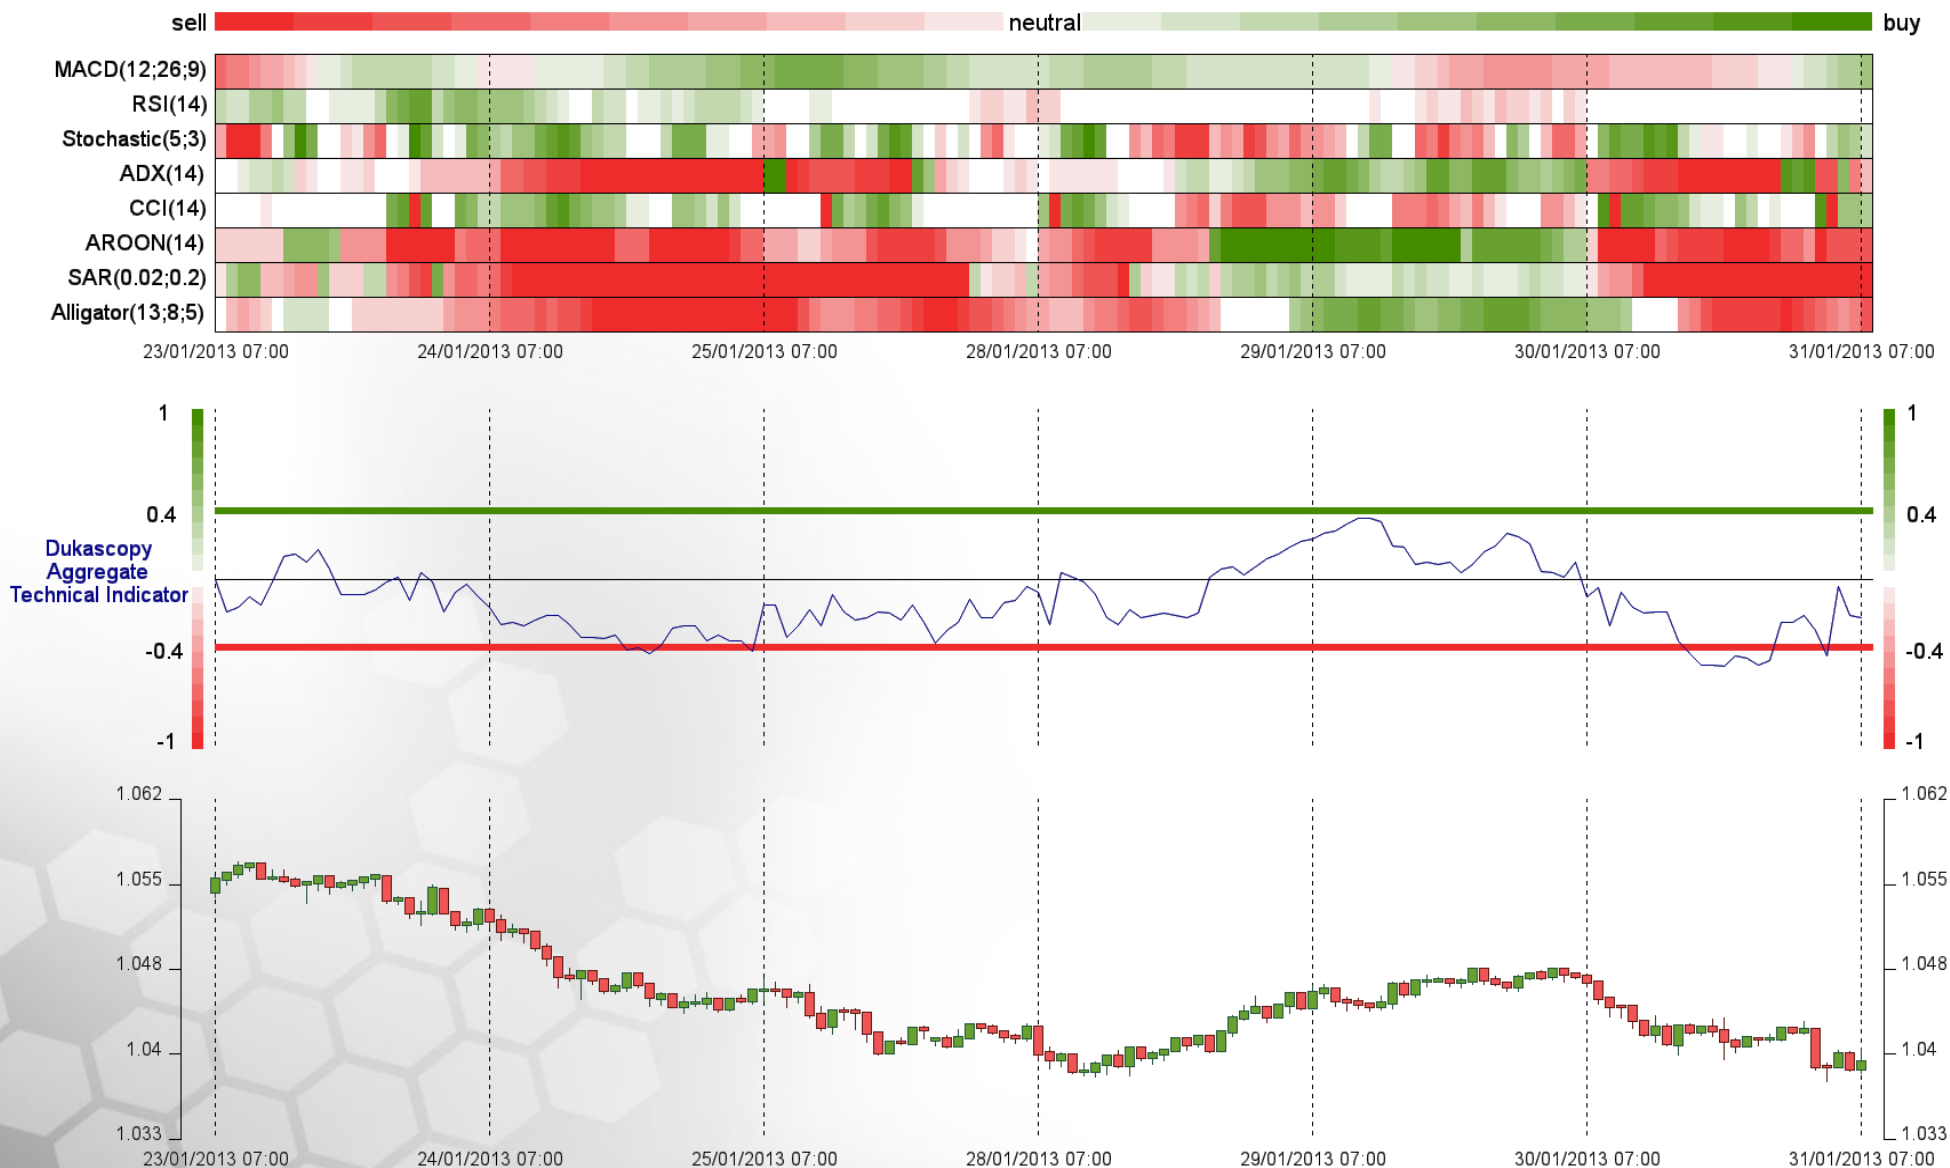 sell neutral buy
MACD(12;26;9)
RSI(14)
Stochastic(5;3)
ADX(14)
CCI(14)
AROON(14)
SAR(0.02;0.2)
Alligator(13;8;5)
23/01/2013 07:00 24/01/2013 07:00 25/01/2013 07:00 28/01/2013 07:00 29/01/2013 07:00 30/01/2013 07:00 31/01/2013 07:00
1 1
0.4 0.4
Dukascopy
Aggregate
Technical Indicator
-0.4 -0.4
-1 -1
1.062 1.062
1.055 1.055
1.048 1.048
1.04 1.04
1.033 1.033
23/01/2013 07:00 24/01/2013 07:00 25/01/2013 07:00 28/01/2013 07:00 29/01/2013 07:00 30/01/2013 07:00 31/01/2013 07:00